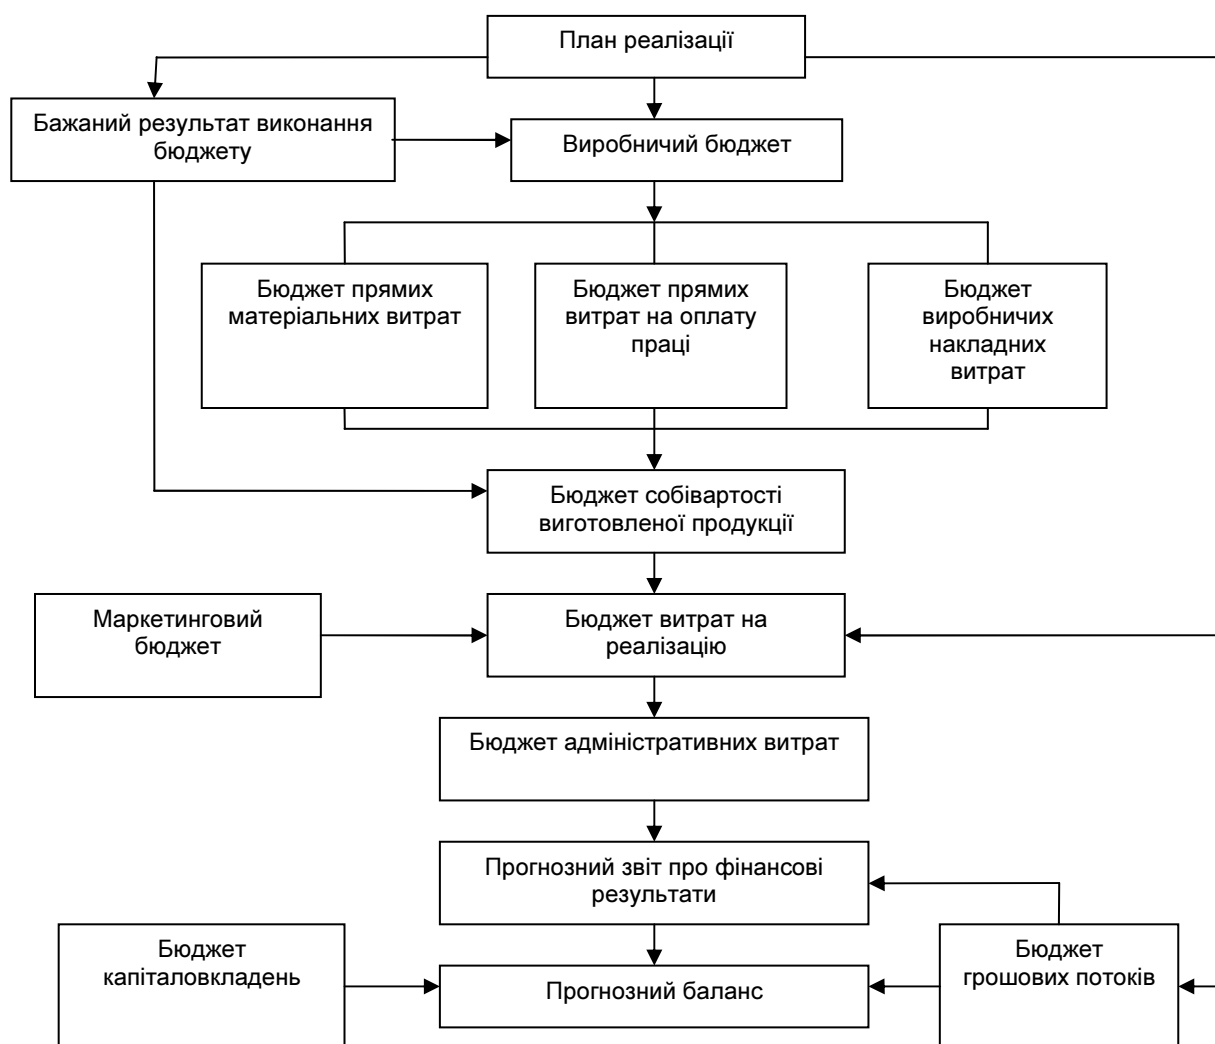 План реалізації
Бажаний результат виконання
бюджету
Виробничий бюджет
Бюджет прямих
матеріальних витрат
Бюджет прямих
витрат на оплату
праці
Бюджет
виробничих
накладних
витрат
Бюджет собівартості
виготовленої продукції
Маркетинговий
бюджет
Бюджет витрат на
реалізацію
Бюджет адміністративних витрат
Прогнозний звіт про фінансові
результати
Бюджет
капіталовкладень
Прогнозний баланс
Бюджет
грошових потоків